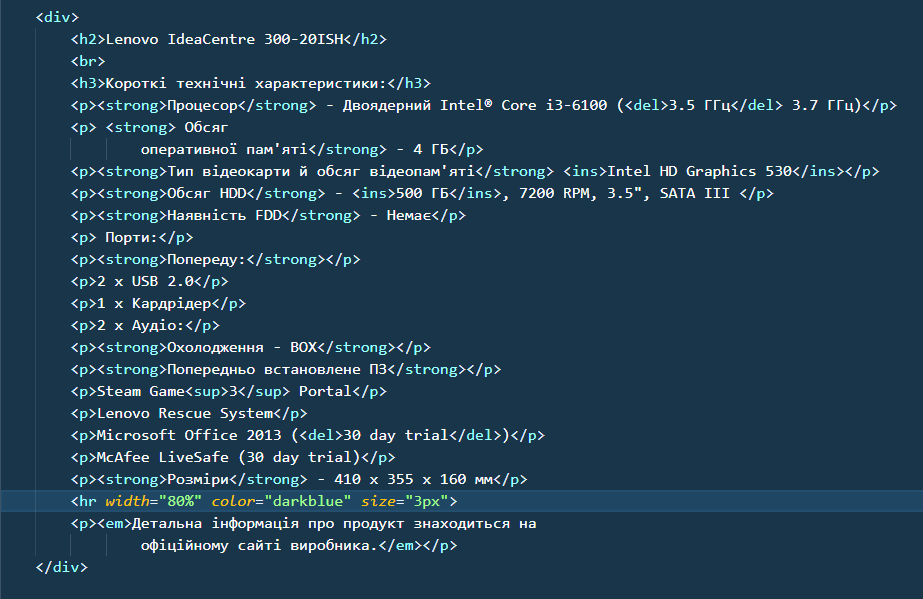 <div>
<h2>Lenovo IdeaCentre 300-20ISH</h2>
<br>
<h3>Короткі технічні характеристики:</h3>
<p><strong>Процесор</strong> - Двоядерний Intel® Core i3-6100 (<del>3.5 ГГц</del> 3.7 ГГц)</p>
<p> <strong> Обсяг
оперативної пам'яті</strong> - 4 ГБ</p>
<p><strong>Тип відеокарти й обсяг відеопам'яті</strong> <ins>Intel HD Graphics 530</ins></p>
<p><strong>Обсяг HDD</strong> - <ins>500 ГБ</ins>, 7200 RPM, 3.5", SATA III </p>
<p><strong>Наявність FDD</strong> - Немає</p>
<p> Порти:</p>
<p><strong>Попереду:</strong></p>
<p>2 x USB 2.0</p>
<p>1 x Кардрідер</p>
<p>2 x Аудіо:</p>
<p><strong>Охолодження - BOX</strong></p>
<p><strong>Попередньо встановлене ПЗ</strong></p>
<p>Steam Game<sup>3</sup> Portal</p>
<p>Lenovo Rescue System</p>
<p>Microsoft Office 2013 (<del>30 day trial</del>)</p>
<p>McAfee LiveSafe (30 day trial)</p>
<p><strong>Розміри</strong> - 410 x 355 x 160 мм</p>
<hr width="80%" color="darkblue" size="3px">
<p><em>Детальна інформація про продукт знаходиться на
офіційному сайті виробника.</em></p>
</div>